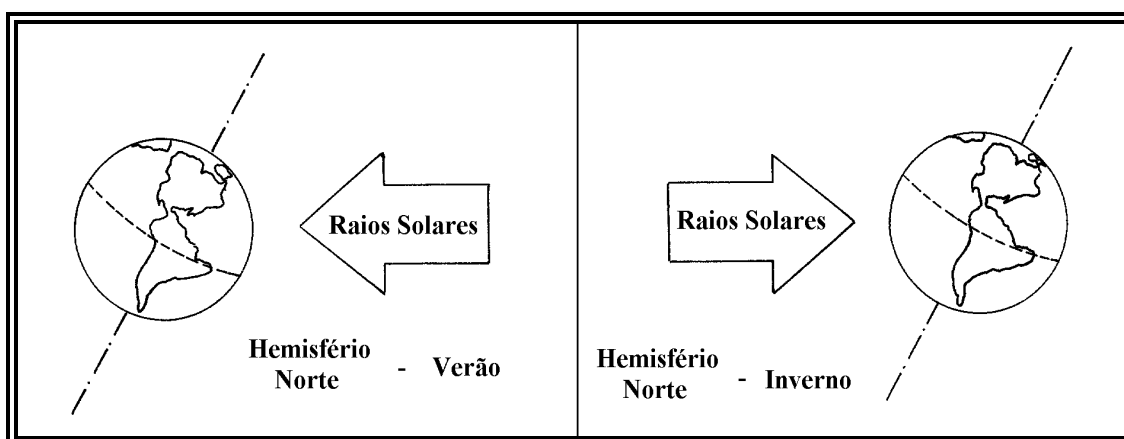 Raios Solares
Hemisfério
Norte - Verão
Raios Solares
Hemisfério
Norte - Inverno